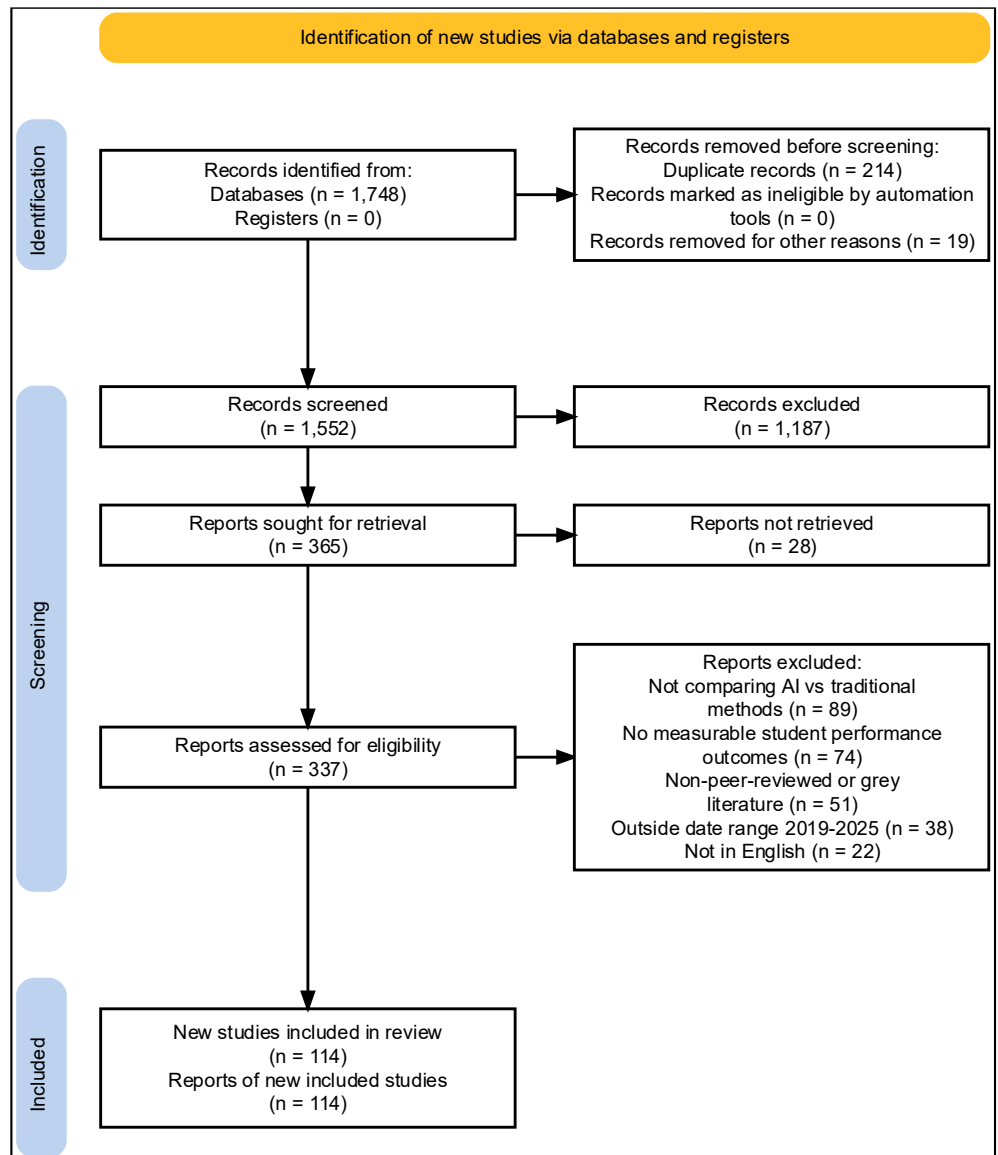 Identification of new studies via databases and registers
Identification
Records identified from:
Databases (n = 1,748)
Registers (n = 0)
Records removed before screening:
Duplicate records (n = 214)
Records marked as ineligible by automation
tools (n = 0)
Records removed for other reasons (n = 19)
Screening
Records screened
(n = 1,552)
Records excluded
(n = 1,187)
Reports sought for retrieval
(n = 365)
Reports not retrieved
(n = 28)
Reports assessed for eligibility
(n = 337)
Reports excluded:
Not comparing AI vs traditional
methods (n = 89)
No measurable student performance
outcomes (n = 74)
Non-peer-reviewed or grey
literature (n = 51)
Outside date range 2019-2025 (n = 38)
Not in English (n = 22)
Included
New studies included in review
(n = 114)
Reports of new included studies
(n = 114)